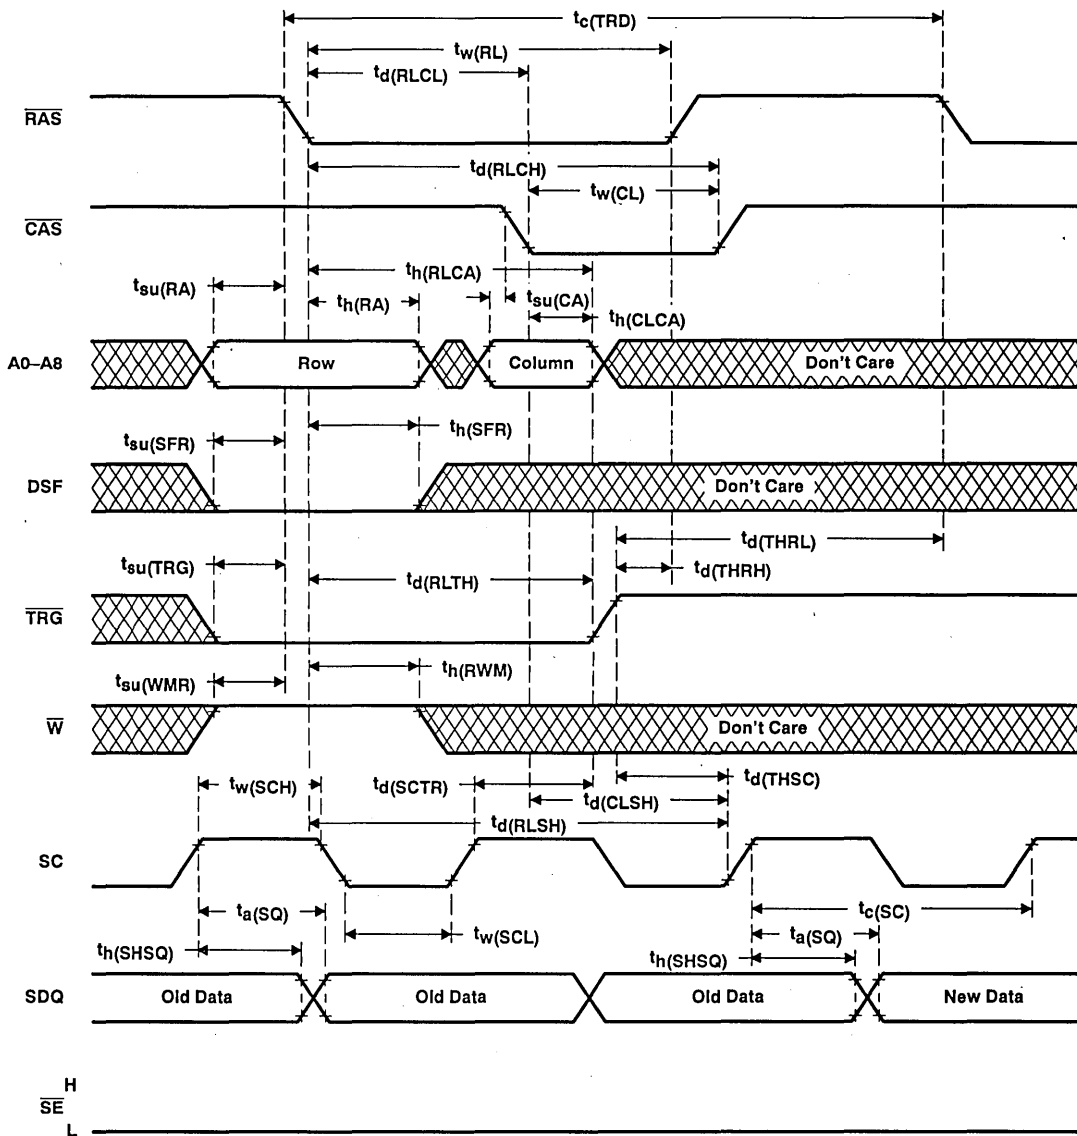 tc(TRD)
tw(RL)
td(RLCL)
RAS
td(RLCH)
tw(CL)
CAS
th(RLCA)
tsu(RA)
th(RA)
tsu(CA)
th(CLCA)
A0–A8
Row
Column
Don't Care
tsu(SFR)
th(SFR)
DSF
Don't Care
td(THRL)
tsu(TRG)
td(RLTH)
td(THRH)
TRG
tsu(WMR)
th(RWM)
W
Don't Care
tw(SCH)
td(SCTR)
td(THSC)
td(CLSH)
td(RLSH)
SC
ta(SQ)
tc(SC)
tw(SCL)
ta(SQ)
th(SHSQ)
th(SHSQ)
SDQ
Old Data
Old Data
Old Data
New Data
H
SE
L